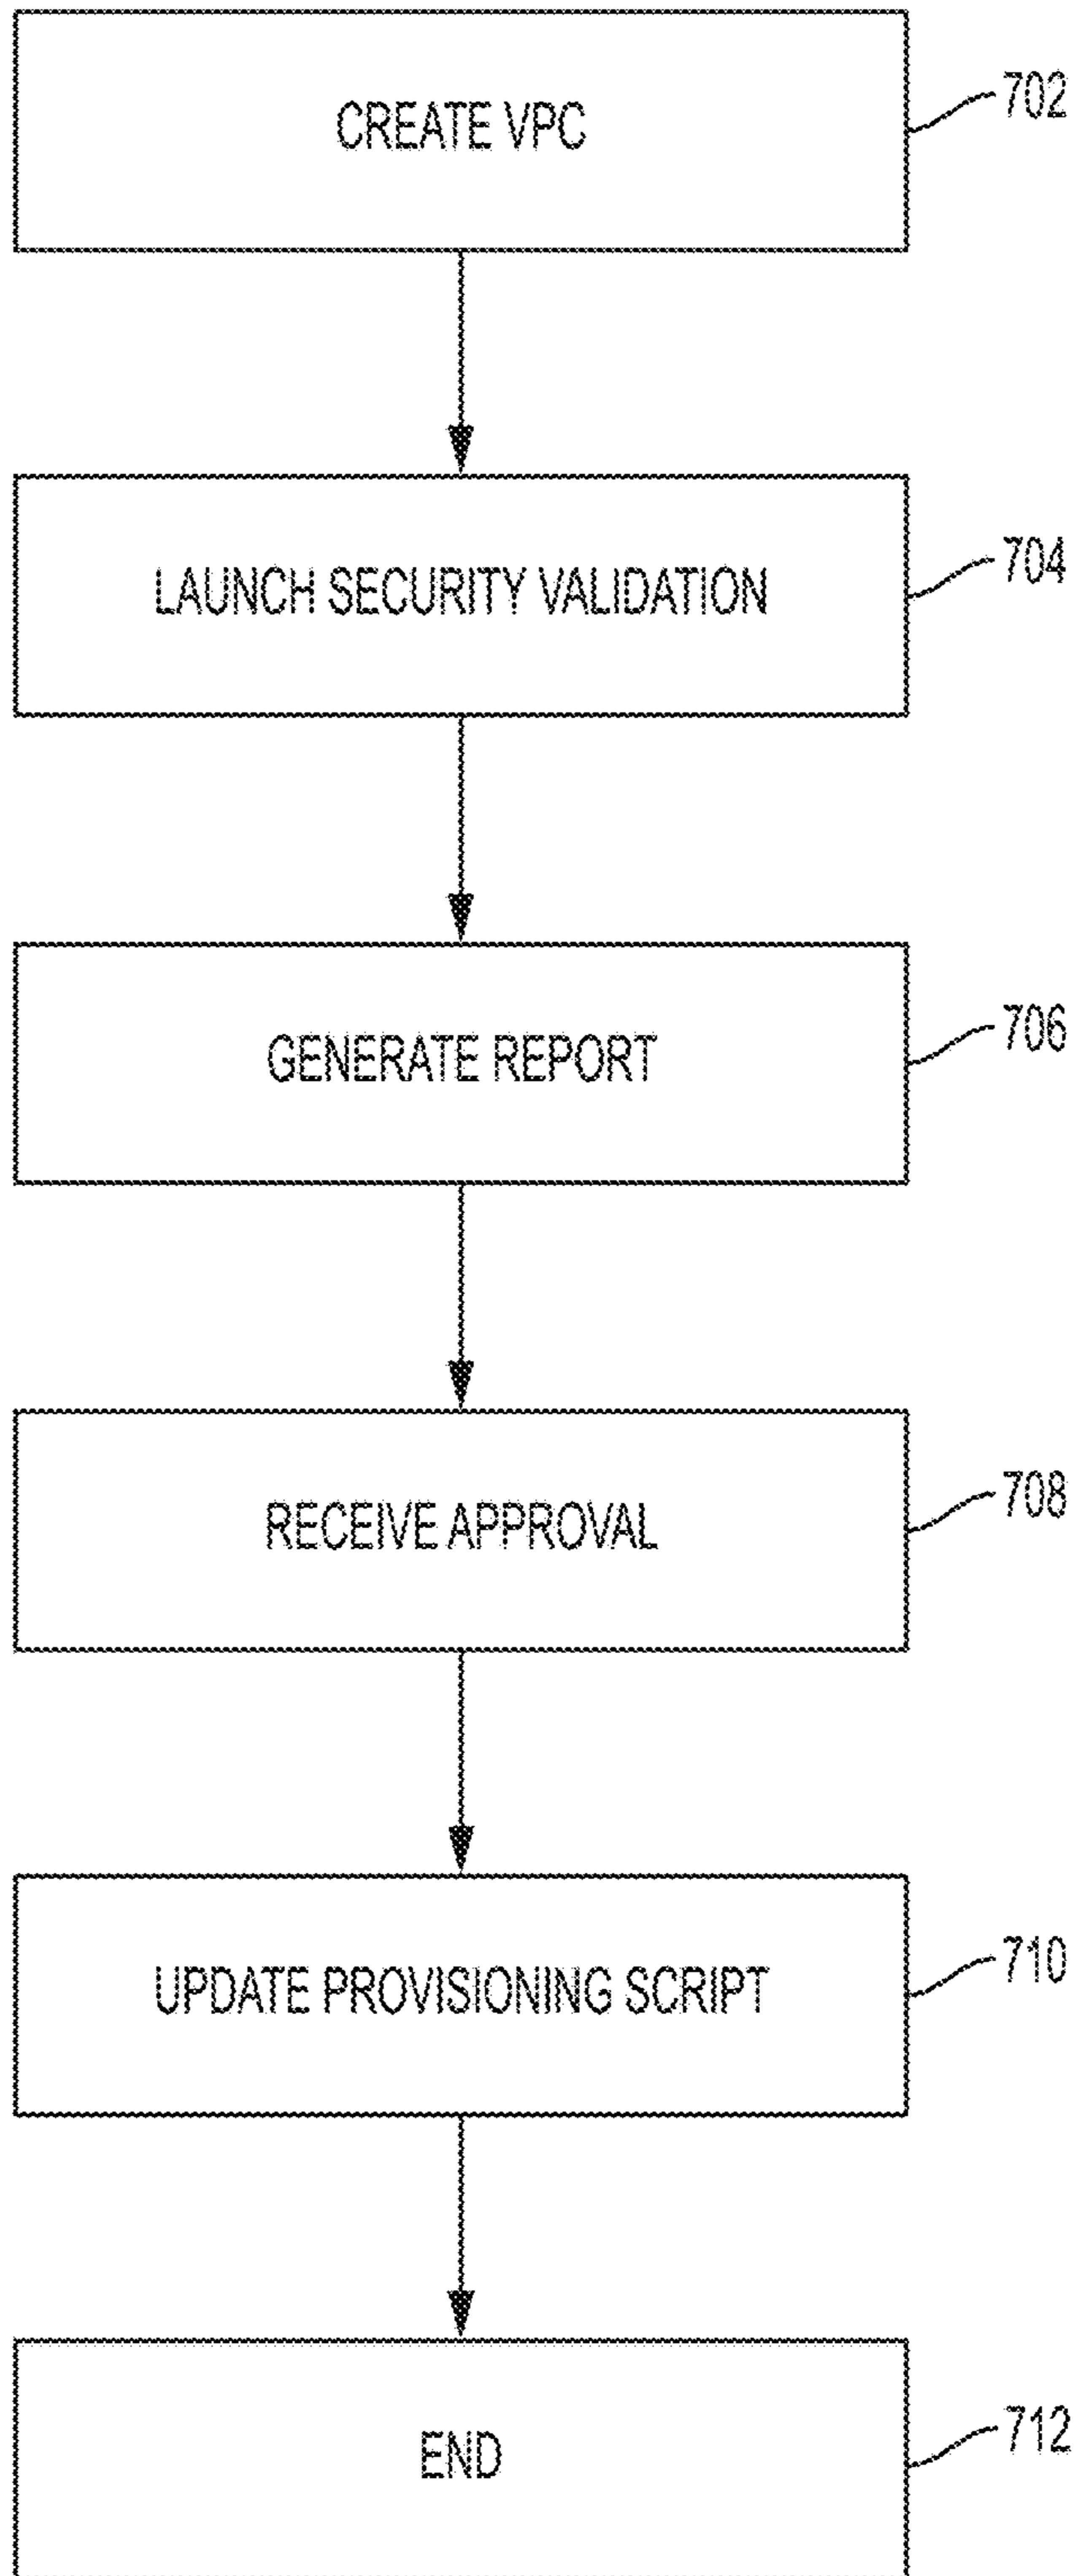 CREATE VPC
702
LAUNCH SECURITY VALIDATION
704
GENERATE REPORT
706
RECEIVE APPROVAL
708
UPDATE PROVISIONING SCRIPT
710
END
712